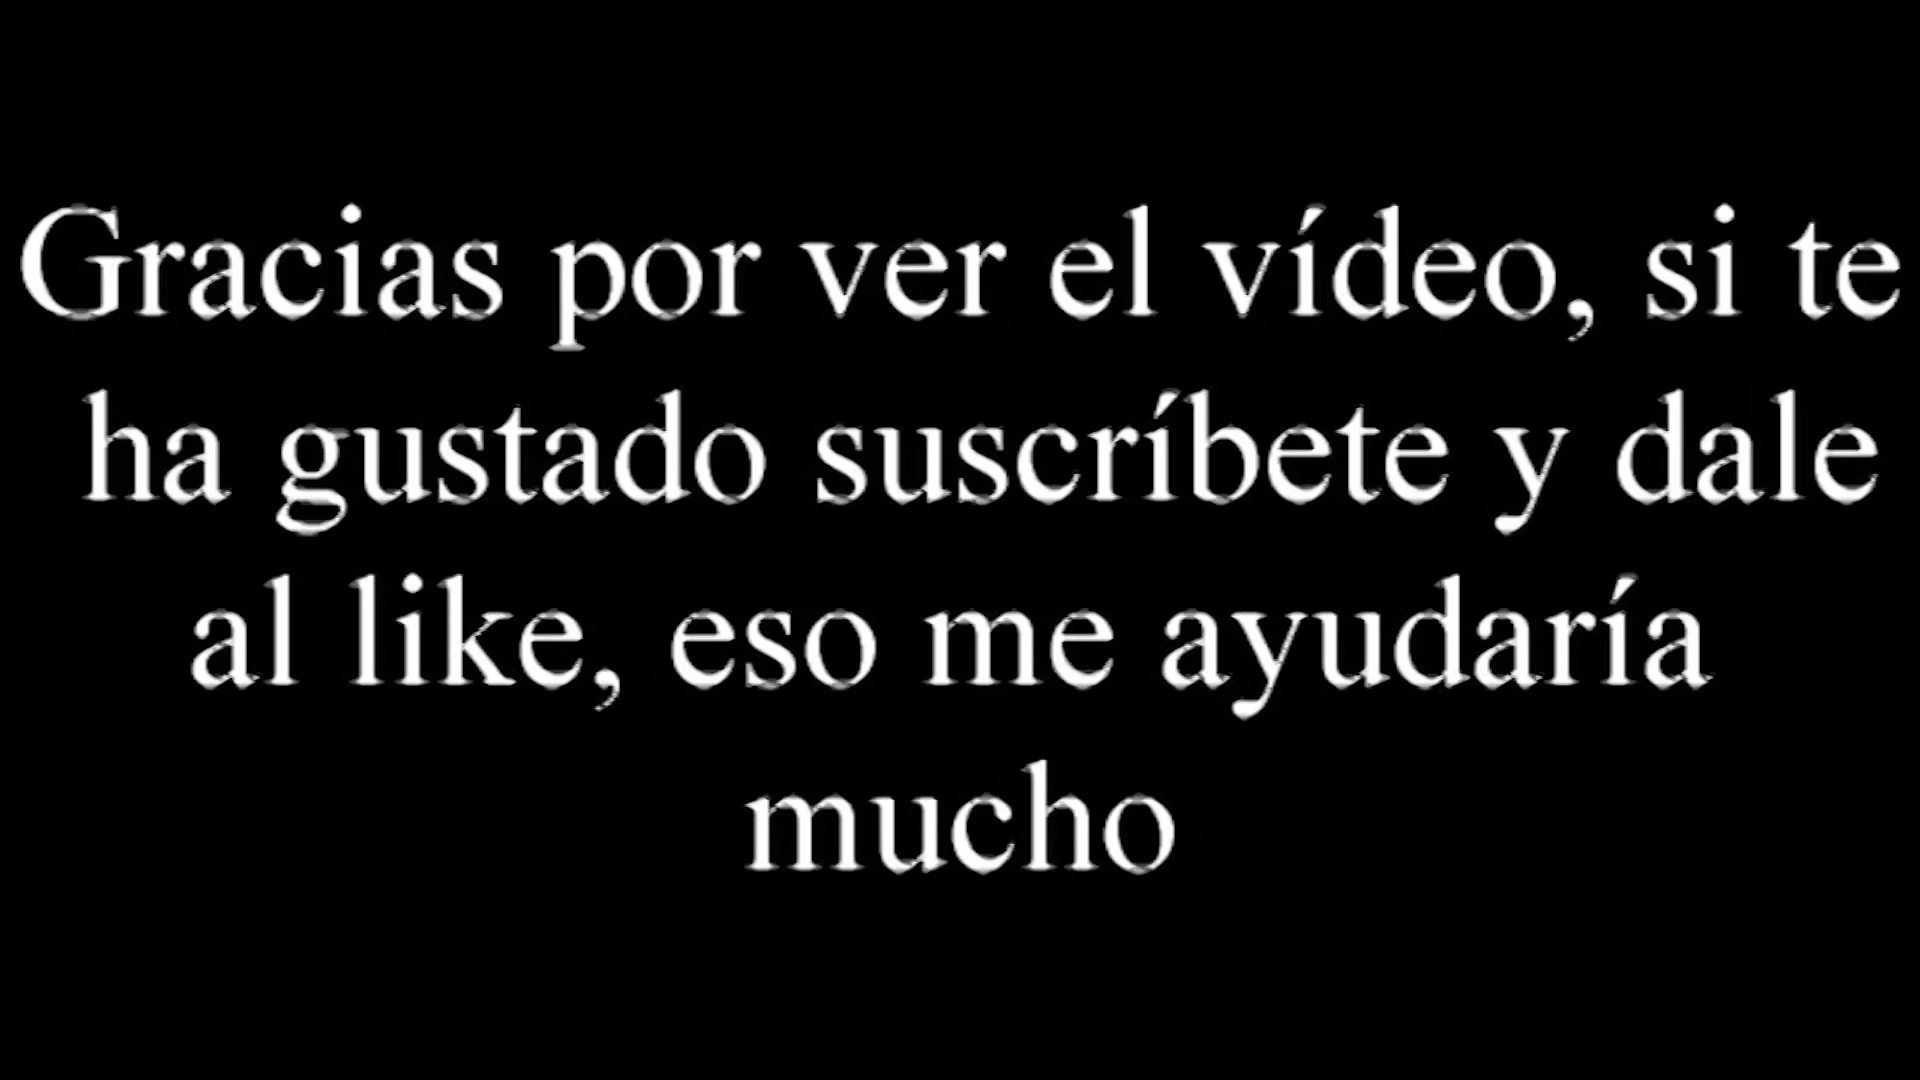 Gracias por ver el vídeo, si te
ha gustado suscríbete y dale
al like, eso me ayudaría
mucho